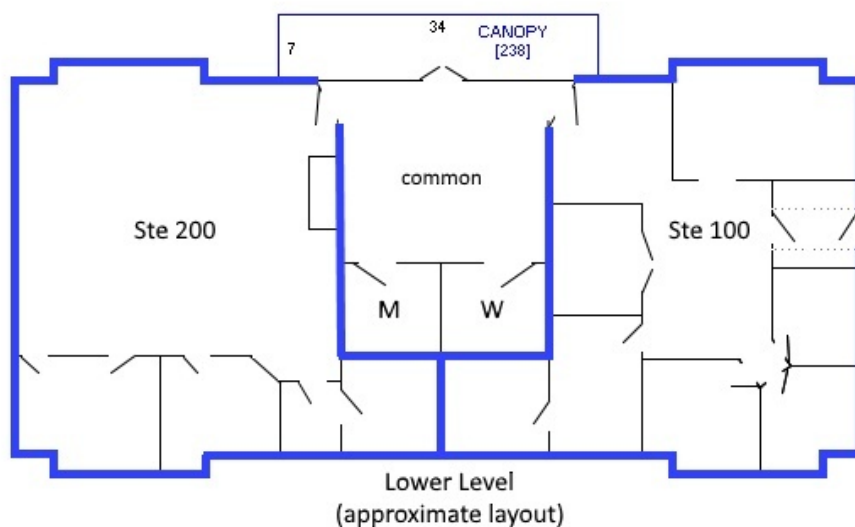 34
CANOPY
7
[238]
common
Ste 200
Ste 100
M
W
Lower Level
(approximate layout)